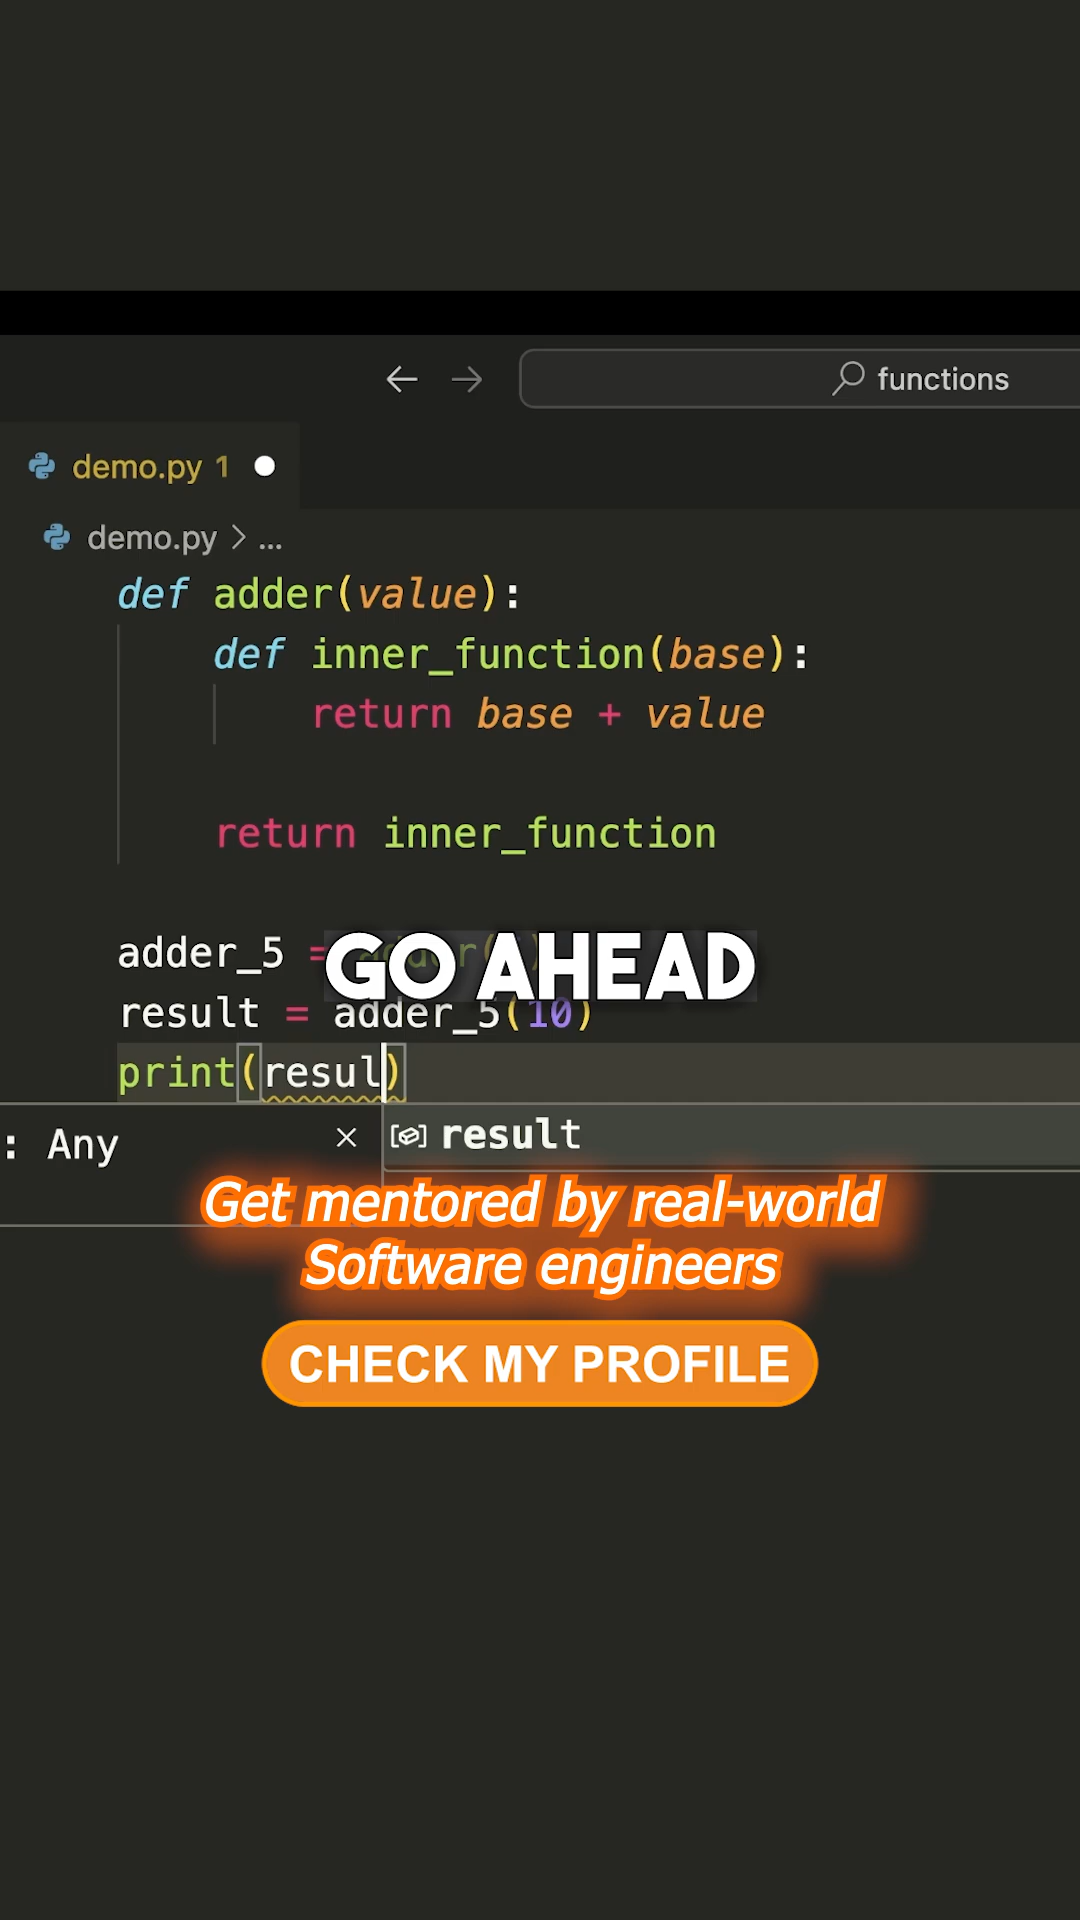 functions
demo.py 1
demo.py > ...
def adder(value):
def inner_function(base):
return base + value
return inner_function
adder_5 = adder(
GO AHEAD
result = adder_5(10)
print(resul)
: Any
result
Get mentored by real-world
Software engineers
CHECK MY PROFILE